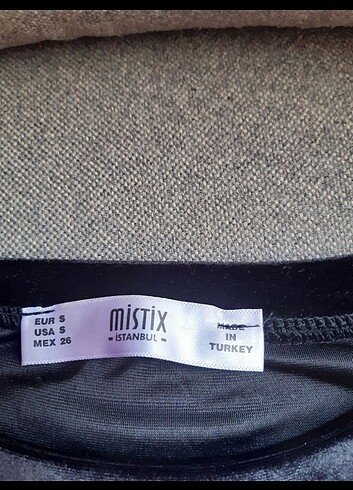 EUR S
USA S
MEX 26
mistix
- İSTANBUL -
MADE
IN
TURKEY